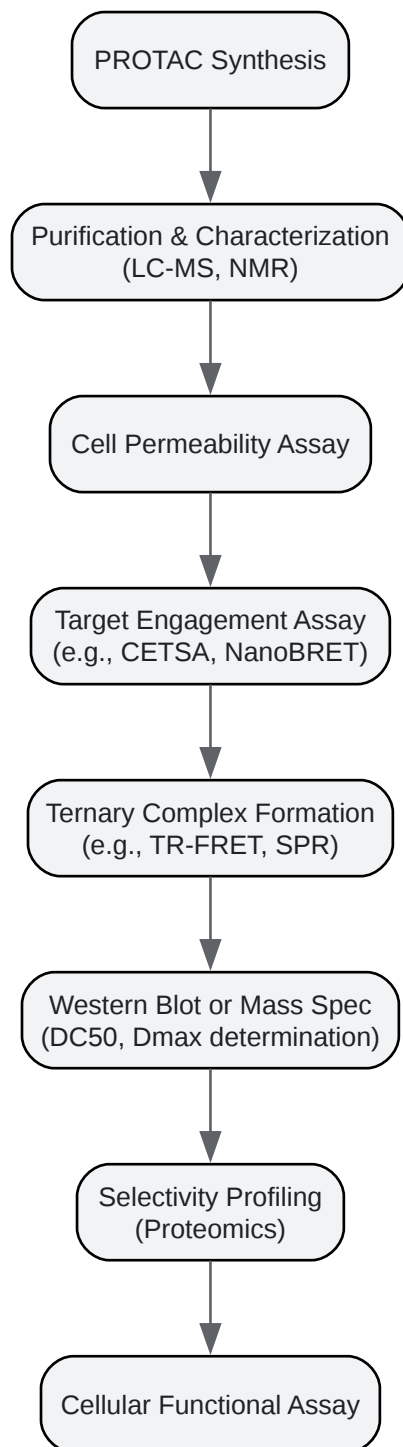 PROTAC Synthesis
Purification & Characterization
(LC-MS, NMR)
Cell Permeability Assay
Target Engagement Assay
(e.g., CETSA, NanoBRET)
Ternary Complex Formation
(e.g., TR-FRET, SPR)
Western Blot or Mass Spec
(DC50, Dmax determination)
Selectivity Profiling
(Proteomics)
Cellular Functional Assay